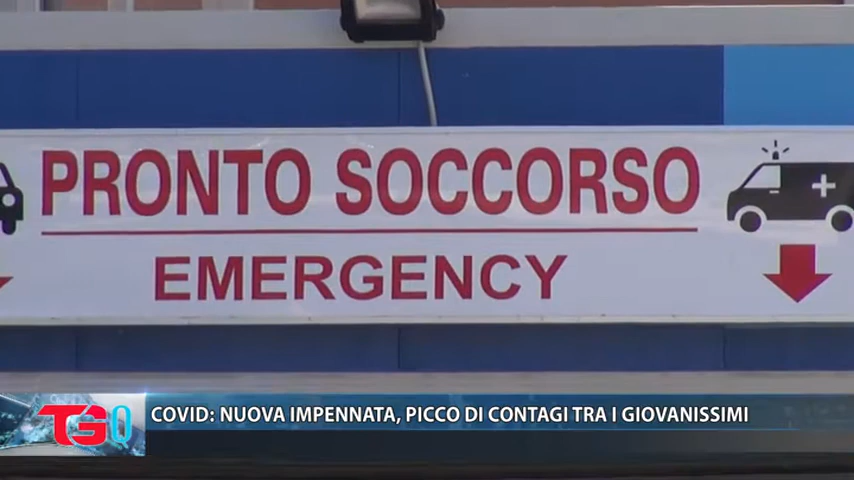 PRONTO SOCCORSO
EMERGENCY
TGQ
COVID: NUOVA IMPENNATA, PICCO DI CONTAGI TRA I GIOVANISSIMI